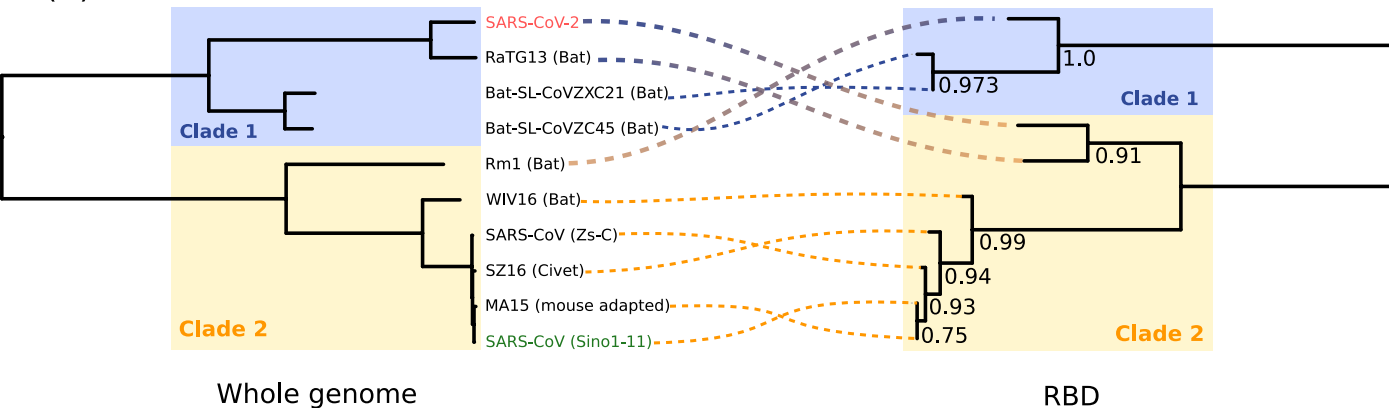 SARS-CoV-2
RaTG13 (Bat)
Bat-SL-CoVZXC21 (Bat)
Bat-SL-CoVZC45 (Bat)
Rm1 (Bat)
WIV16 (Bat)
SARS-CoV (Zs-C)
SZ16 (Civet)
MA15 (mouse adapted)
SARS-CoV (Sino1-11)
Clade 1
Clade 2
Whole genome
1.0
0.973
Clade 1
0.91
0.99
0.94
0.93
0.75
Clade 2
RBD